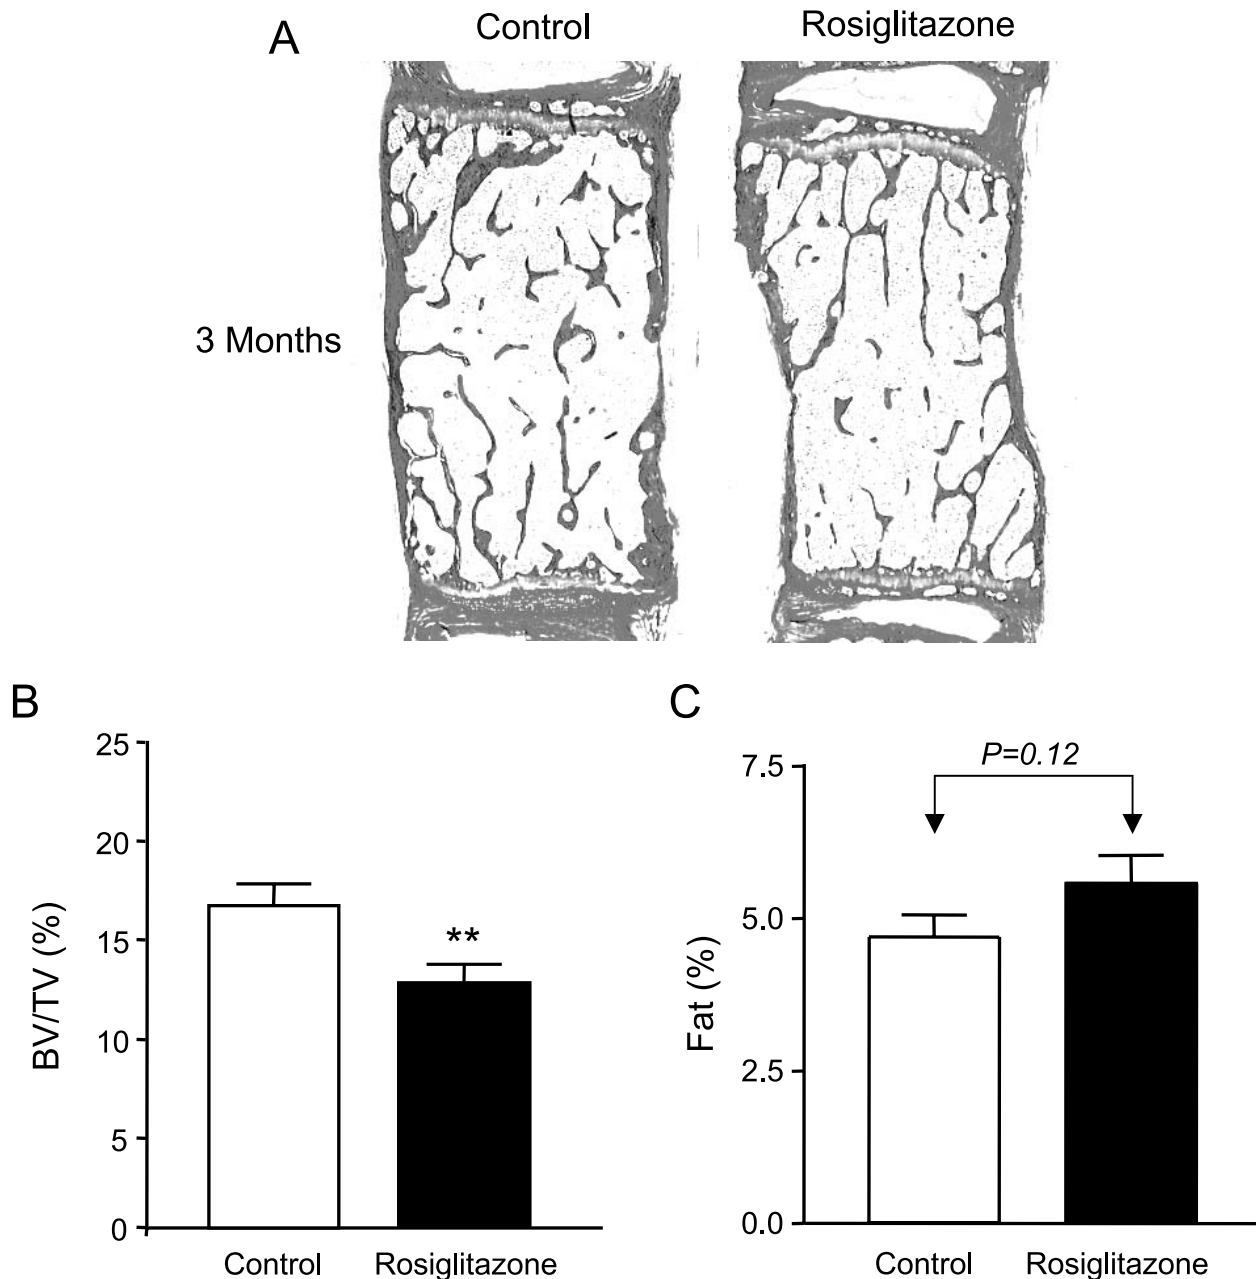 A
Control
Rosiglitazone
3 Months
B
BV/TV (%)
25
20
15
10
5
0
**
Control
Rosiglitazone
C
Fat (%)
7.5
5.0
2.5
0.0
P=0.12
Control
Rosiglitazone